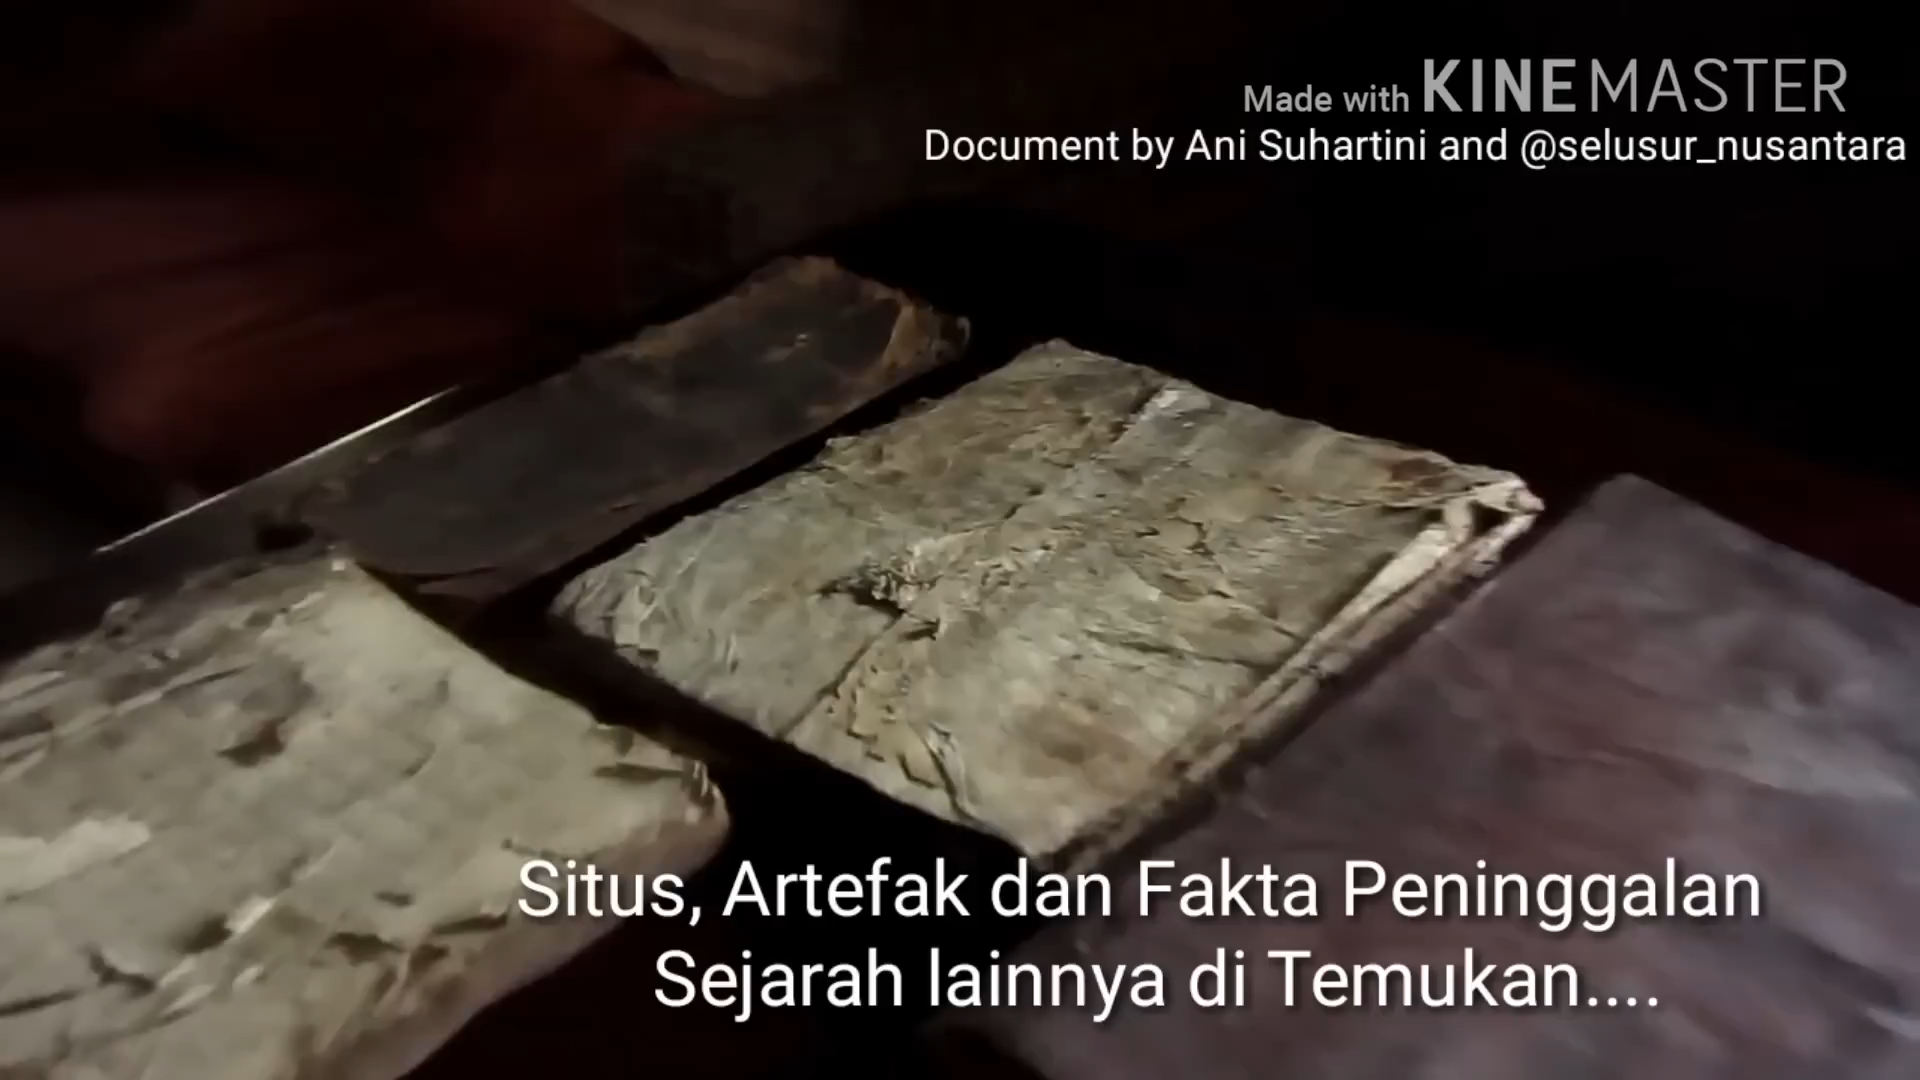 Made with KINEMASTER
Document by Ani Suhartini and @selusur_nusantara
Situs, Artefak dan Fakta Peninggalan
Sejarah lainnya di Temukan....